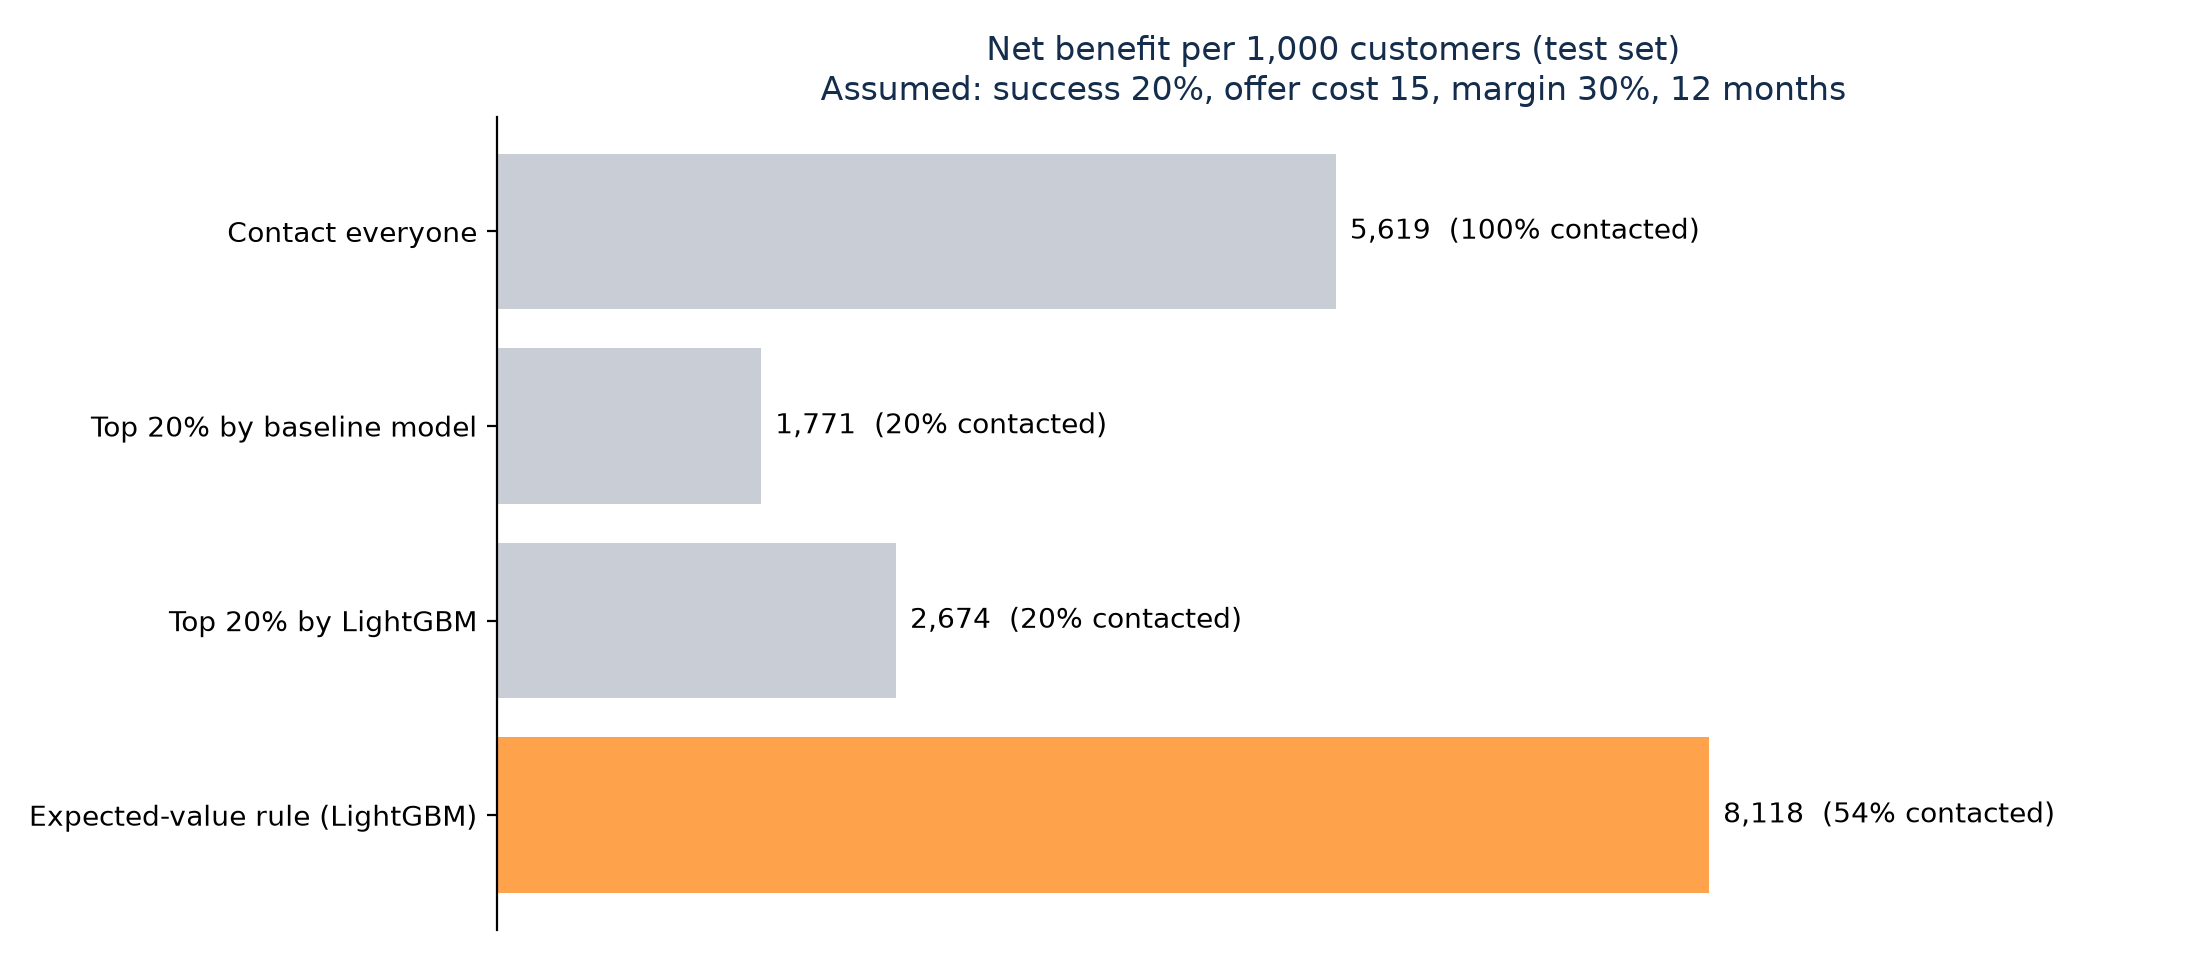 Net benefit per 1,000 customers (test set)
Assumed: success 20%, offer cost 15, margin 30%, 12 months
Contact everyone
5,619 (100% contacted)
Top 20% by baseline model
1,771 (20% contacted)
Top 20% by LightGBM
2,674 (20% contacted)
Expected-value rule (LightGBM)
8,118 (54% contacted)